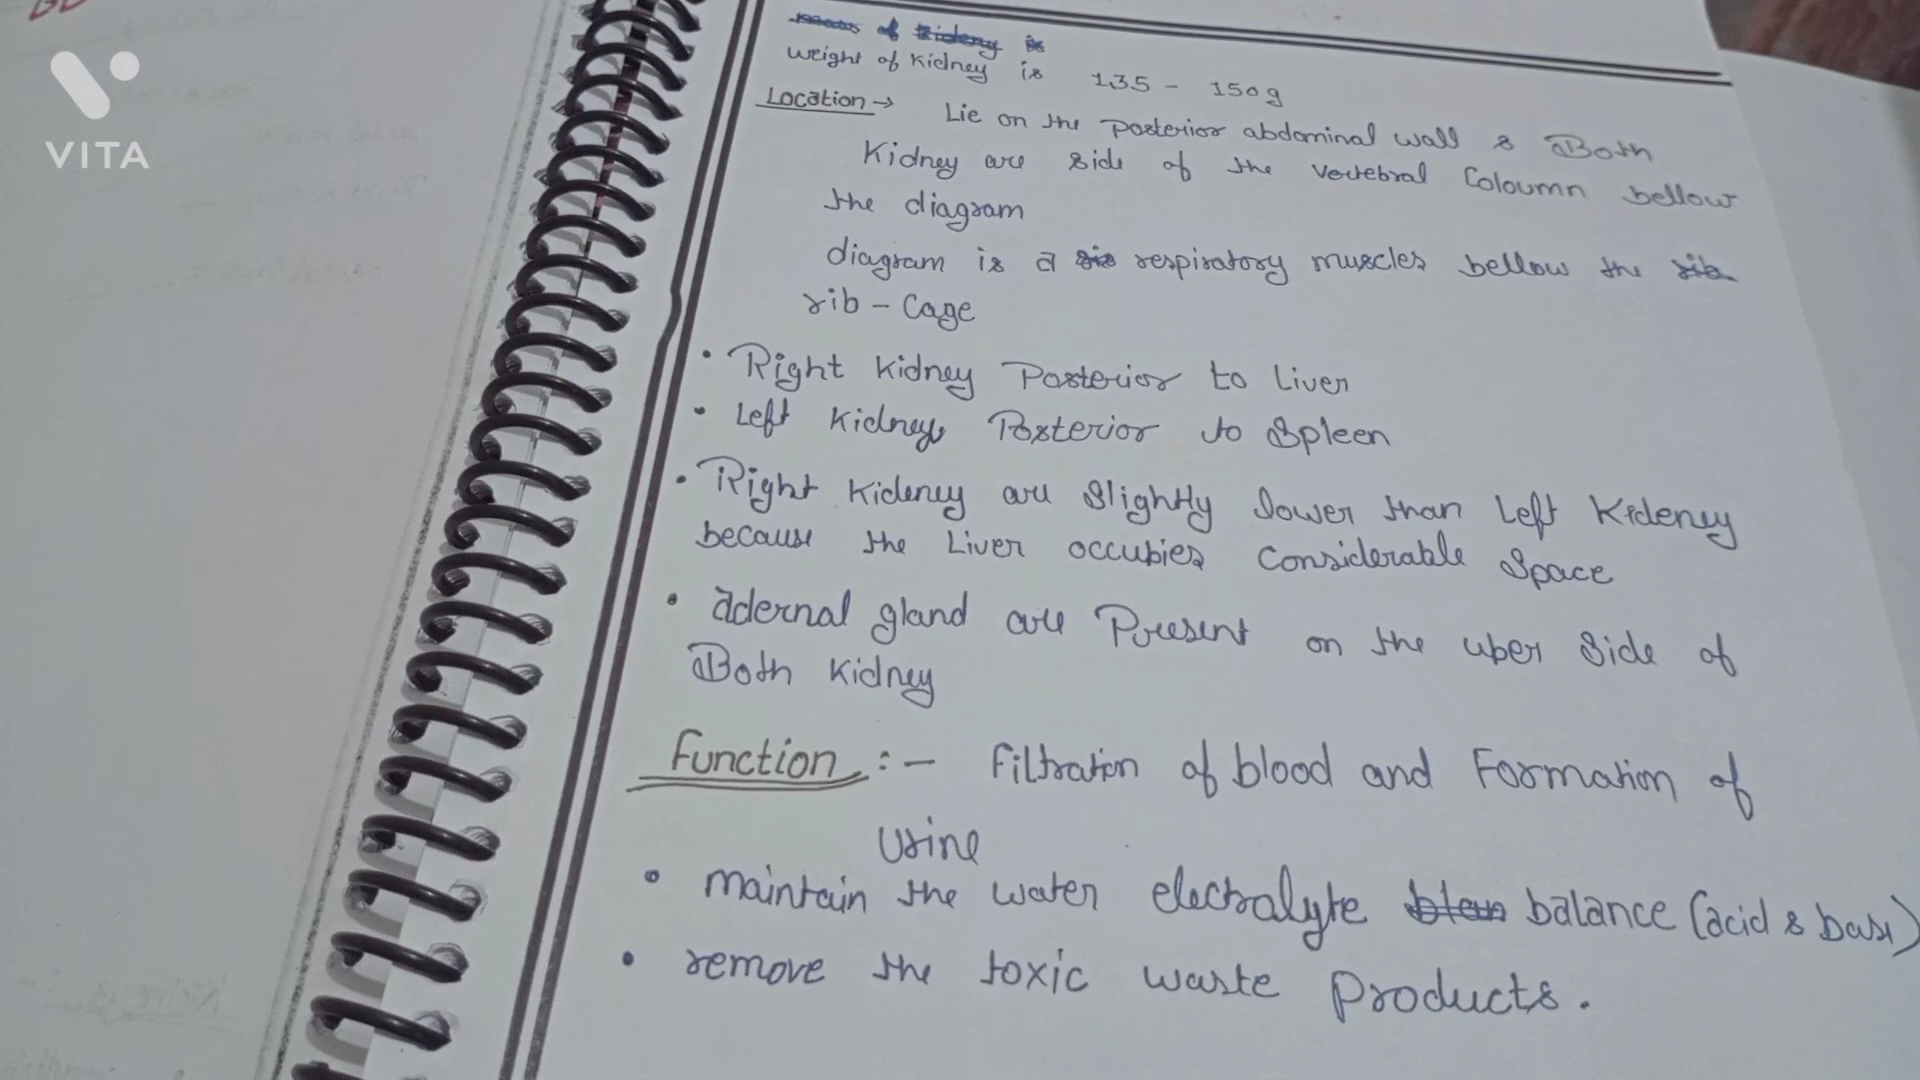 VITA
weight of kidney is 135 - 150g
Location → Lie on the posterior abdominal wall & Both
Kidney are side of the vertebral Coloumn bellow
the diagram
diagram is a respiratory muscles bellow the
rib - Cage
• Right kidney Posterior to Liver
• Left kidney Posterior to Spleen
• Right kideney are slightly lower than Left kideney
because the Liver occubies Considerable Space
• adernal gland are Present on the uber side of
Both kidney
Function :- Filtration of blood and Formation of
Urine
• maintain the water electralyte balance (acid & base)
• remove the toxic waste Products.